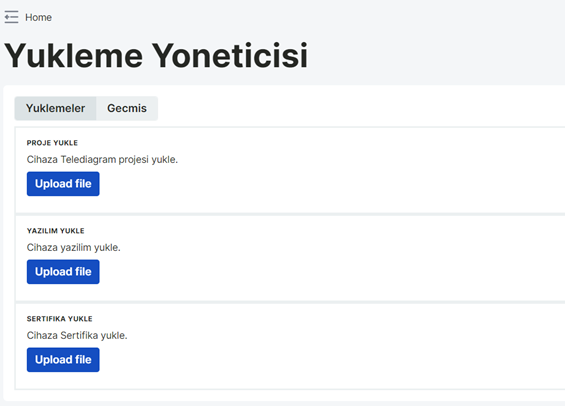 Home
Yukleme Yoneticisi
Yuklemeler Gecmis
PROJE YUKLE
Cihaza Telediagram projesi yukle.
Upload file
YAZILIM YUKLE
Cihaza yazilim yukle.
Upload file
SERTIFIKA YUKLE
Cihaza Sertifika yukle.
Upload file